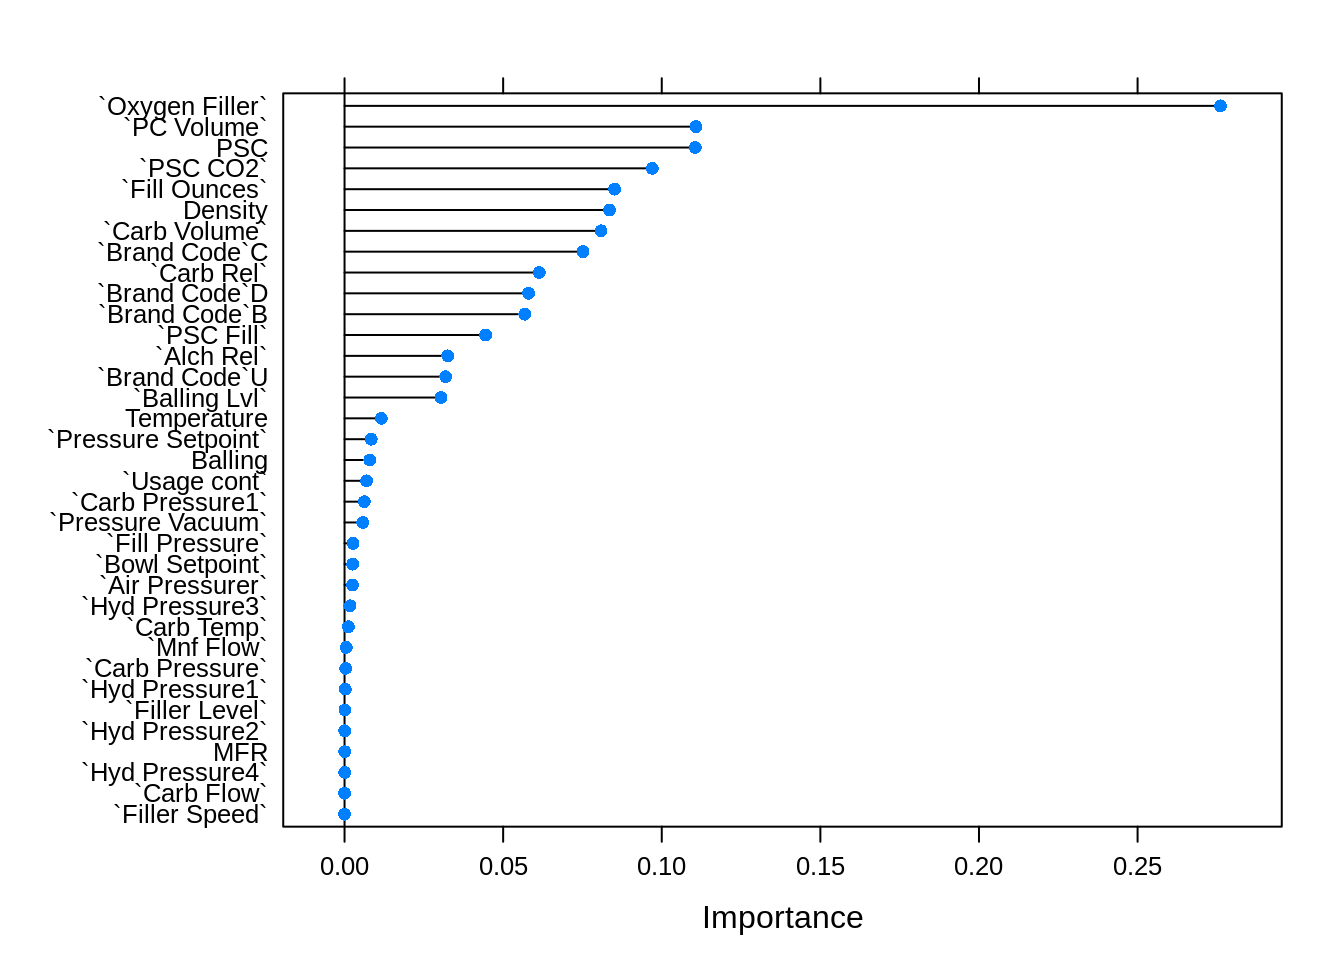 `Oxygen Filler`
`PC Volume`
PSC
`PSC CO2`
`Fill Ounces`
Density
`Carb Volume`
`Brand Code`C
`Carb Rel`
`Brand Code`D
`Brand Code`B
`PSC Fill`
`Alch Rel`
`Brand Code`U
`Balling Lvl`
Temperature
`Pressure Setpoint`
Balling
`Usage cont`
`Carb Pressure1`
`Pressure Vacuum`
`Fill Pressure`
`Bowl Setpoint`
`Air Pressurer`
`Hyd Pressure3`
`Carb Temp`
`Mnf Flow`
`Carb Pressure`
`Hyd Pressure1`
`Filler Level`
`Hyd Pressure2`
MFR
`Hyd Pressure4`
`Carb Flow`
`Filler Speed`
0.00 0.05 0.10 0.15 0.20 0.25
Importance